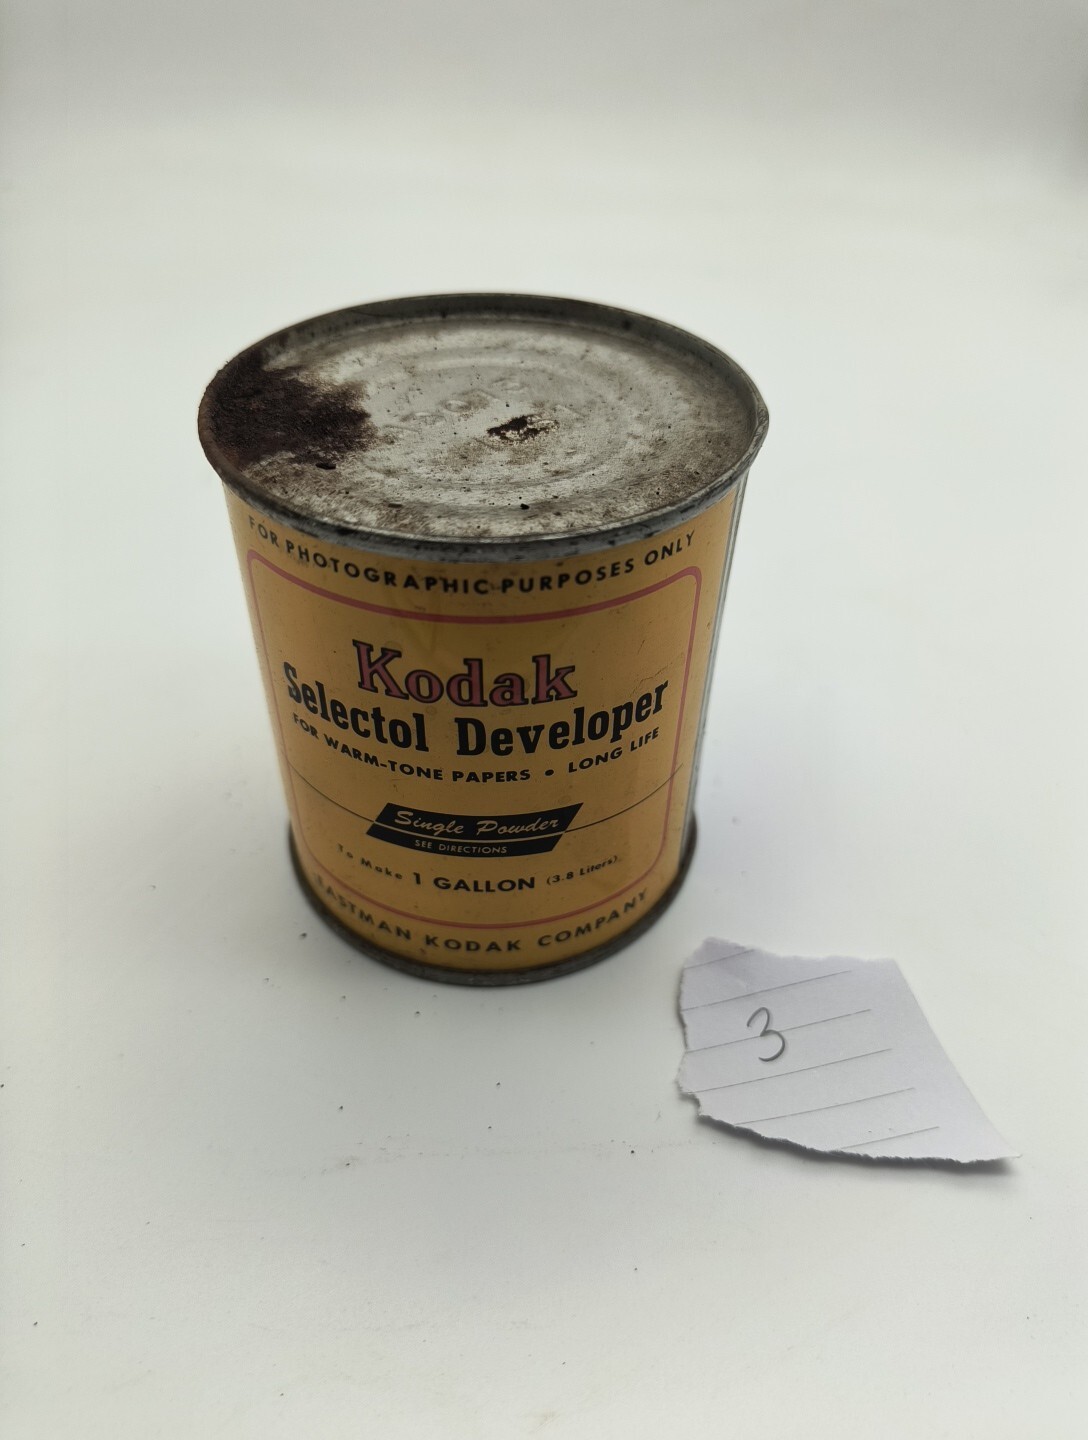 FOR PHOTOGRAPHIC PURPOSES ONLY
Kodak
Selectol Developer
FOR WARM-TONE PAPERS • LONG LIFE
Single Powder
SEE DIRECTIONS
To Make 1 GALLON (3.8 Liters)
EASTMAN KODAK COMPANY
3